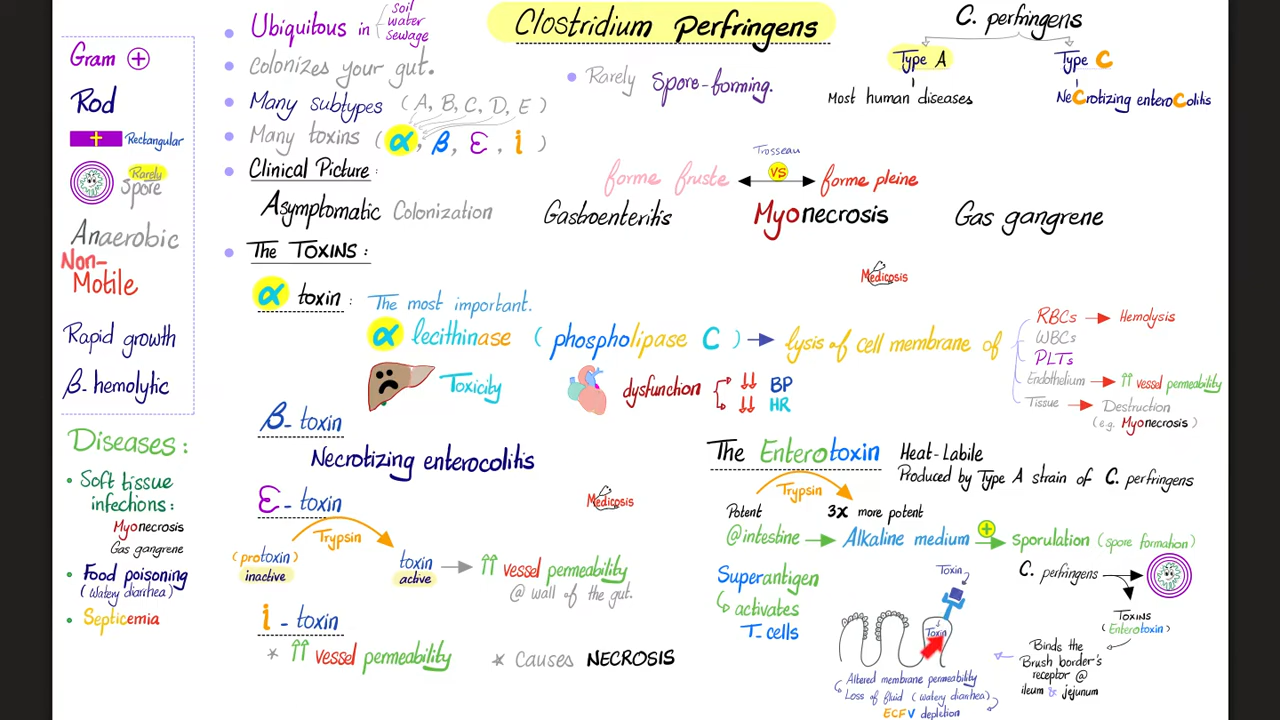 Clostridium Perfringens
Gram +
Rod
+ Rectangular
Rarely
Spore
Anaerobic
Non-
Motile
Rapid growth
β-hemolytic
Diseases:
• Soft tissue
infections:
Myonecrosis
Gas gangrene
• Food poisoning
(Watery diarrhea)
• Septicemia
• Ubiquitous in { soil
water
sewage
• Colonizes your gut.
• Many subtypes (A, B, C, D, E)
• Many toxins (α, β, ε, i)
• Rarely Spore-forming.
C. perfringens
Type A
Most human diseases
Type C
NeCrotizing enteroColitis
• Clinical Picture:
Trosseau
forme fruste VS forme pleine
Asymptomatic Colonization
Gastroenteritis
Myonecrosis
Gas gangrene
• The TOXINS:
Medicosis
α toxin: The most important.
α lecithinase (phospholipase C) → lysis of cell membrane of
RBCs → Hemolysis
WBCs
PLTs
Endothelium → ↑↑ vessel permeability
Tissue → Destruction
(e.g. Myonecrosis)
Toxicity
dysfunction { ↓↓ BP
↓↓ HR
β-toxin
Necrotizing enterocolitis
ε-toxin
Medicosis
Trypsin
(protoxin)
inactive
toxin
active
→ ↑↑ vessel permeability
@ wall of the gut.
i-toxin
* ↑↑ vessel permeability * Causes NECROSIS
The Enterotoxin
Heat-Labile
Produced by Type A strain of C. perfringens
Trypsin
Potent 3x more potent
@intestine → Alkaline medium + → sporulation (spore formation)
Superantigen
↳ activates
T-cells
C. perfringens
TOXINS
(Enterotoxin)
Binds the
Brush border's
receptor @
ileum & jejunum
Toxin
Toxin
Altered membrane permeability
Loss of fluid (watery diarrhea)
ECFV depletion